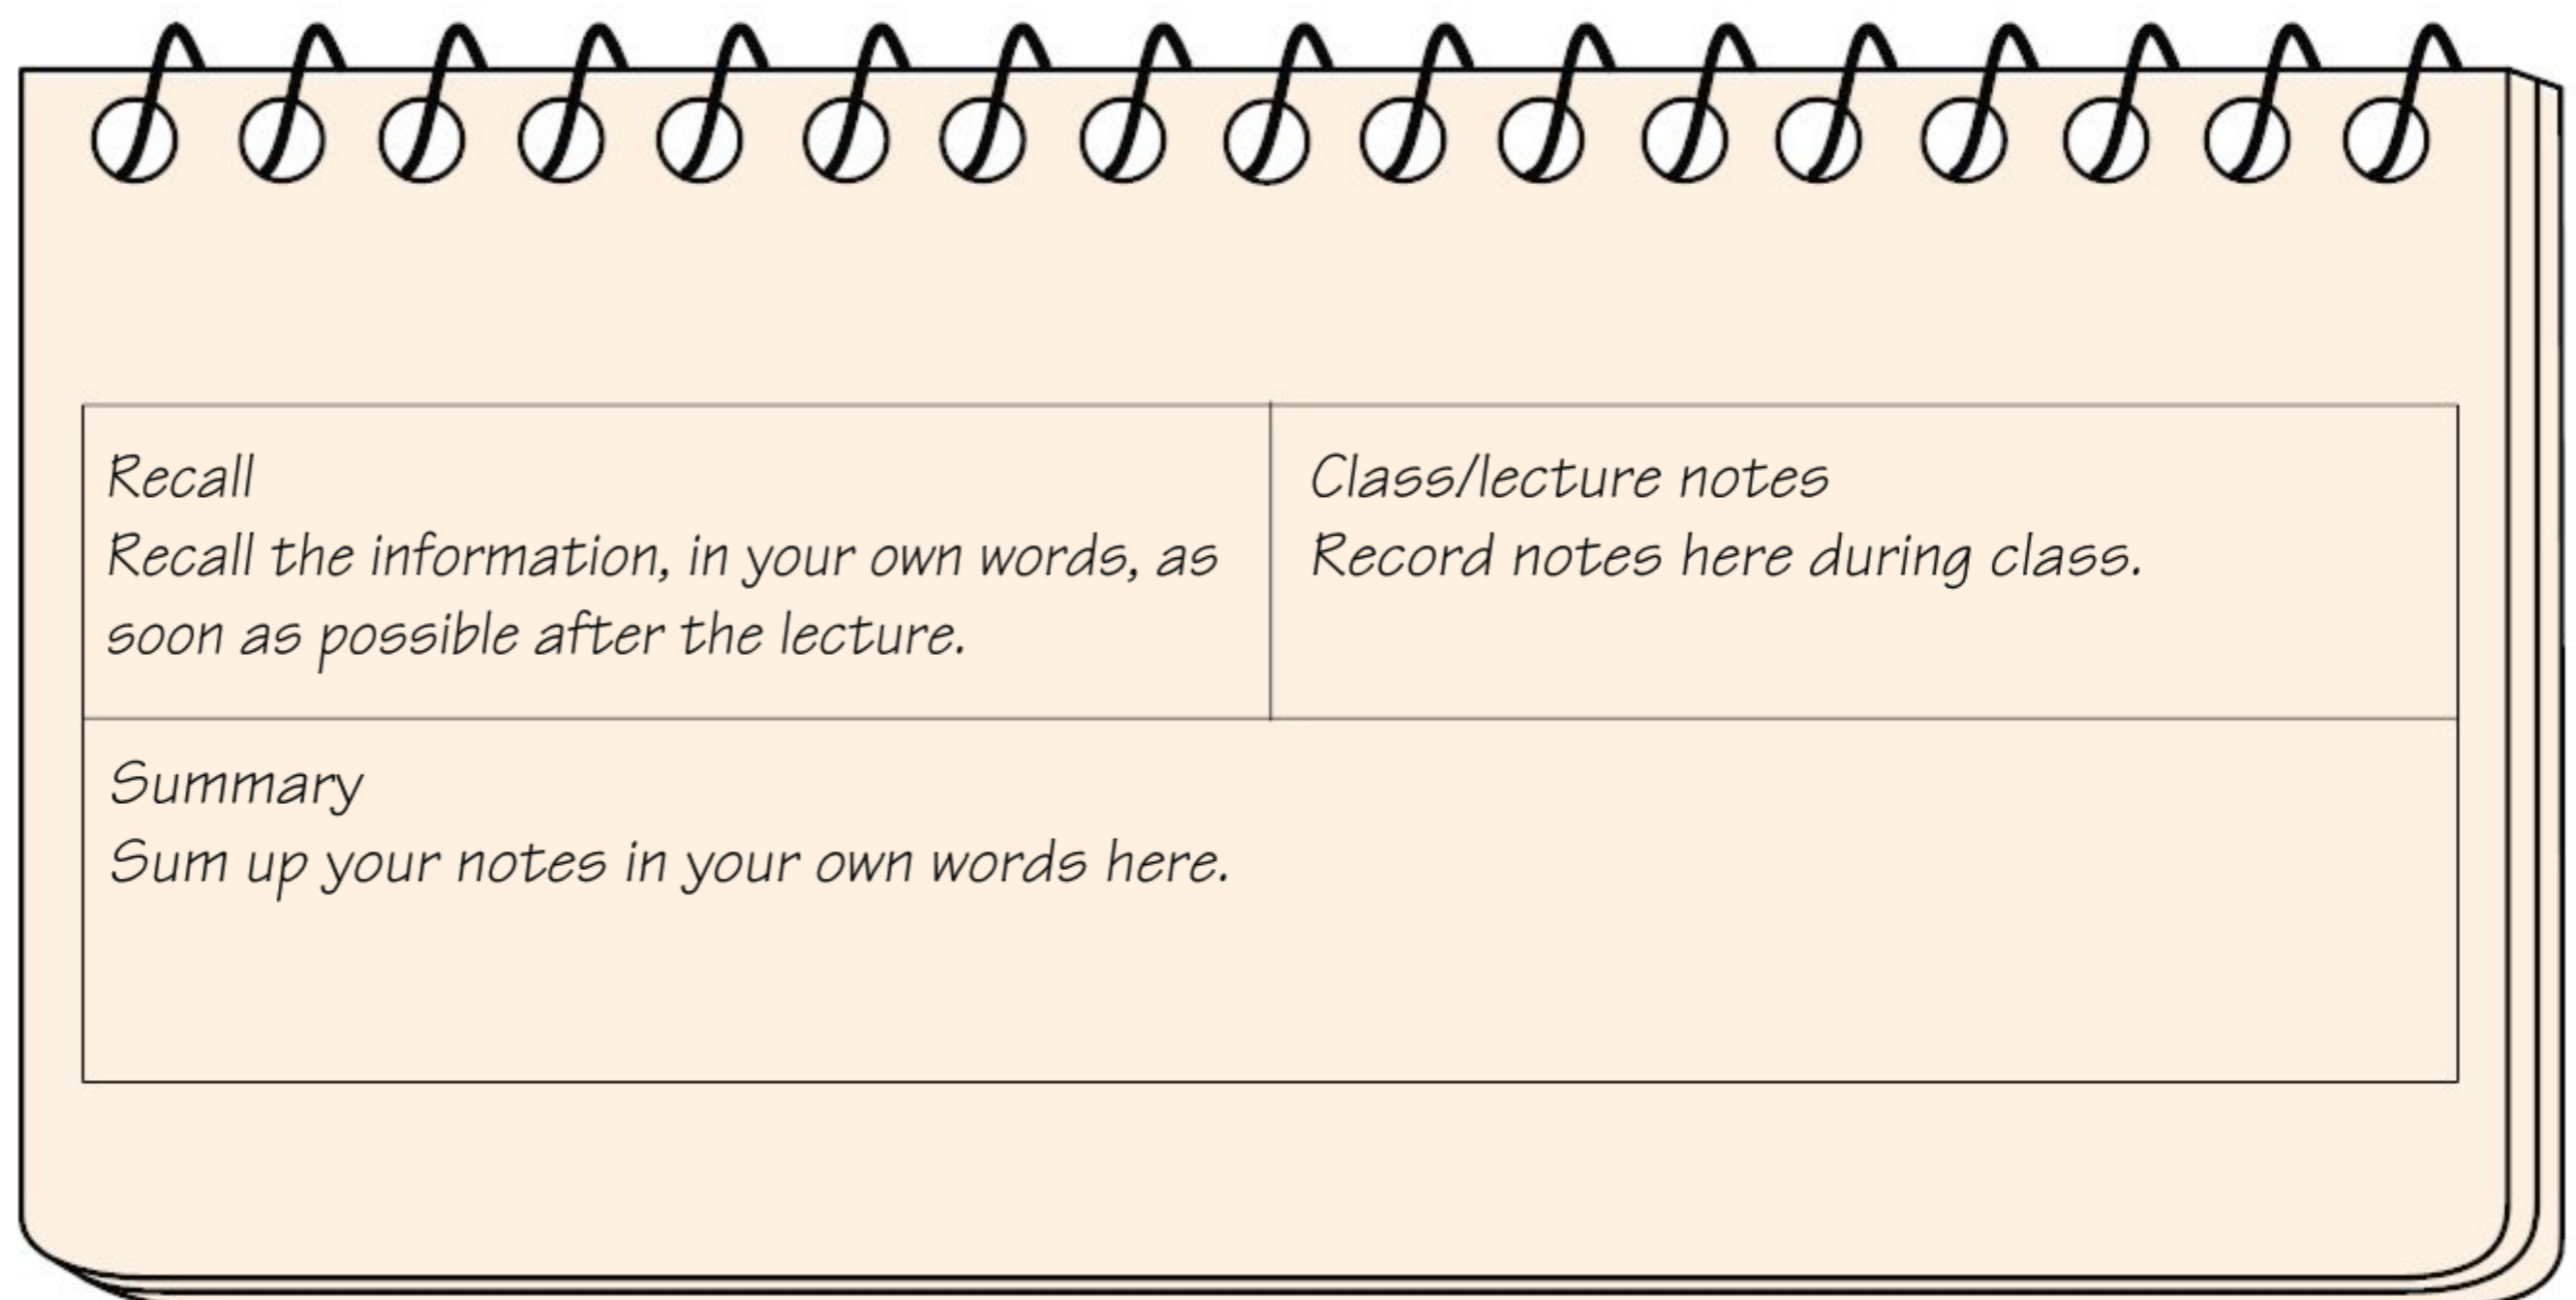 Recall
Recall the information, in your own words, as
soon as possible after the lecture.
Class/lecture notes
Record notes here during class.
Summary
Sum up your notes in your own words here.